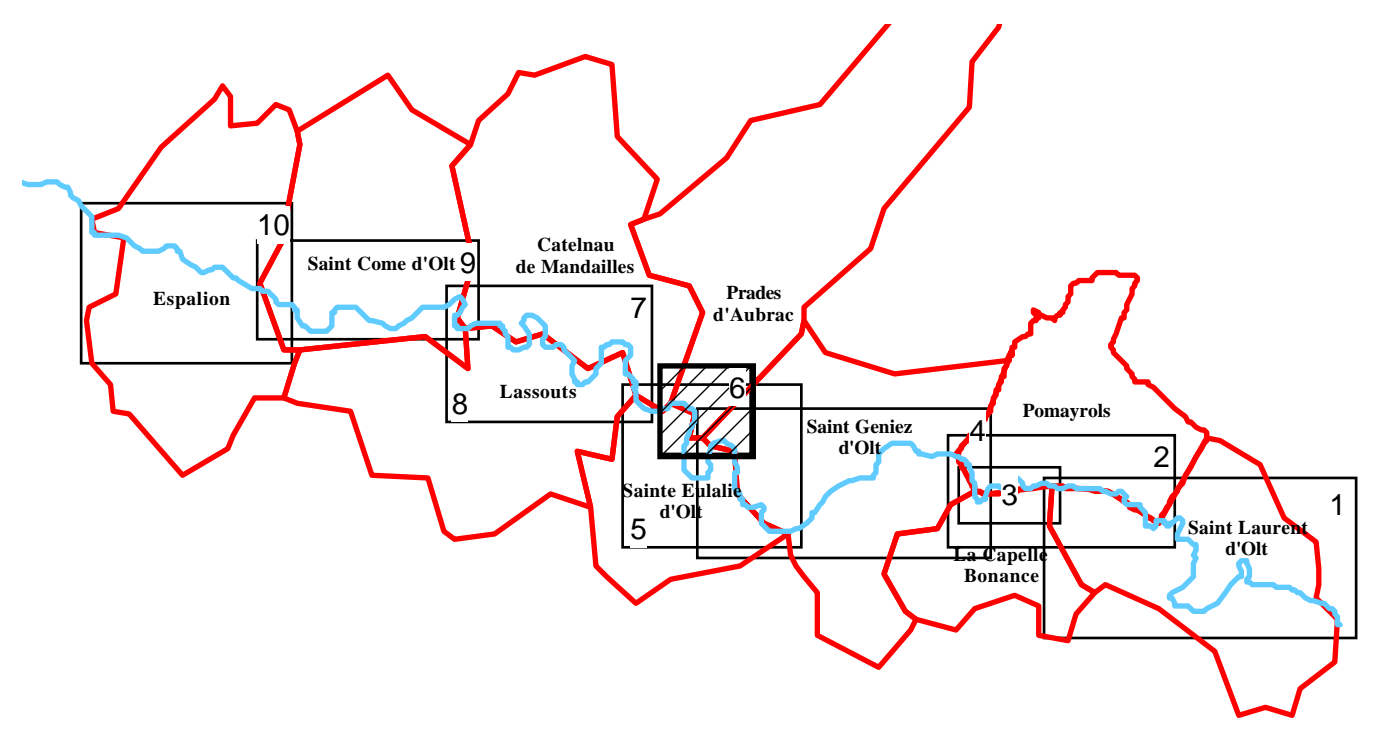 10
Saint Come d'Olt
9
Catelnau
de Mandailles
Espalion
7
Prades
d'Aubrac
Lassouts
8
6
Saint Geniez
d'Olt
4
Pomayrols
2
Sainte Eulalie
d'Olt
5
3
1
Saint Laurent
d'Olt
La Capelle
Bonance